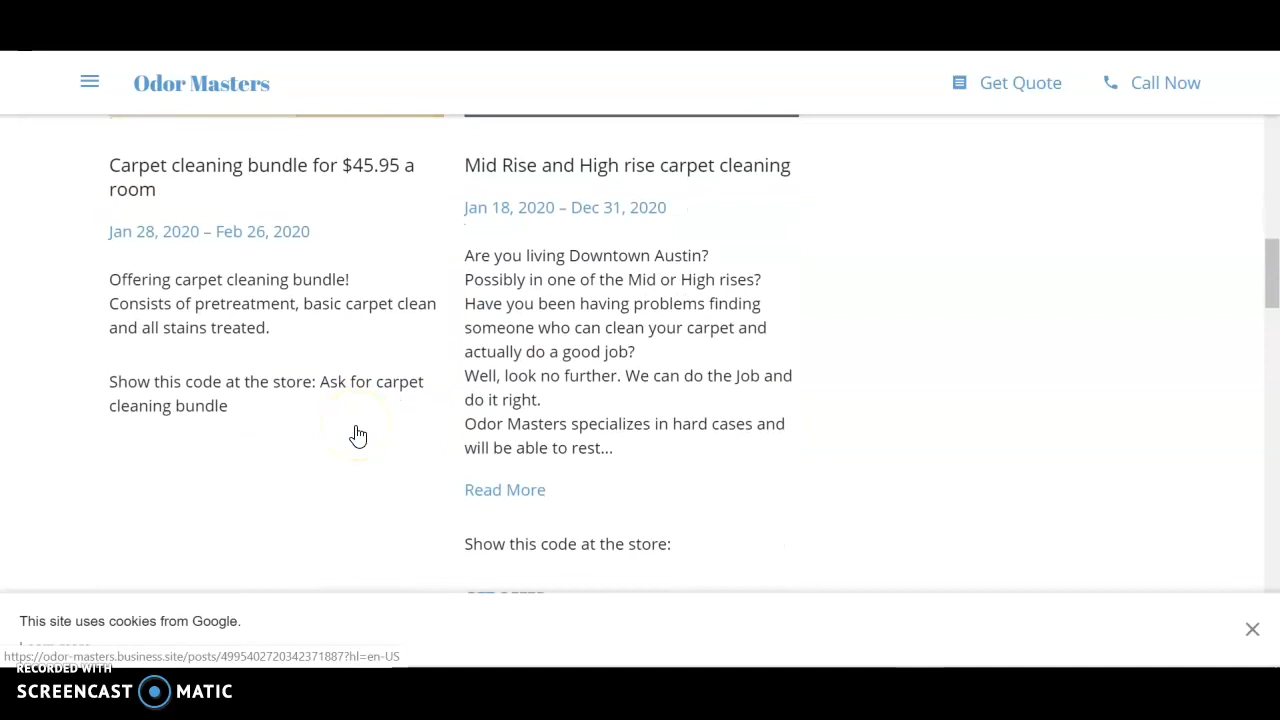 Odor Masters
Get Quote
Call Now
Carpet cleaning bundle for $45.95 a
room
Jan 28, 2020 – Feb 26, 2020
Offering carpet cleaning bundle!
Consists of pretreatment, basic carpet clean
and all stains treated.
Show this code at the store: Ask for carpet
cleaning bundle
Mid Rise and High rise carpet cleaning
Jan 18, 2020 – Dec 31, 2020
Are you living Downtown Austin?
Possibly in one of the Mid or High rises?
Have you been having problems finding
someone who can clean your carpet and
actually do a good job?
Well, look no further. We can do the Job and
do it right.
Odor Masters specializes in hard cases and
will be able to rest...
Read More
Show this code at the store:
This site uses cookies from Google.
https://odor-masters.business.site/posts/4995402720342371887?hl=en-US
RECORDED WITH
SCREENCAST MATIC